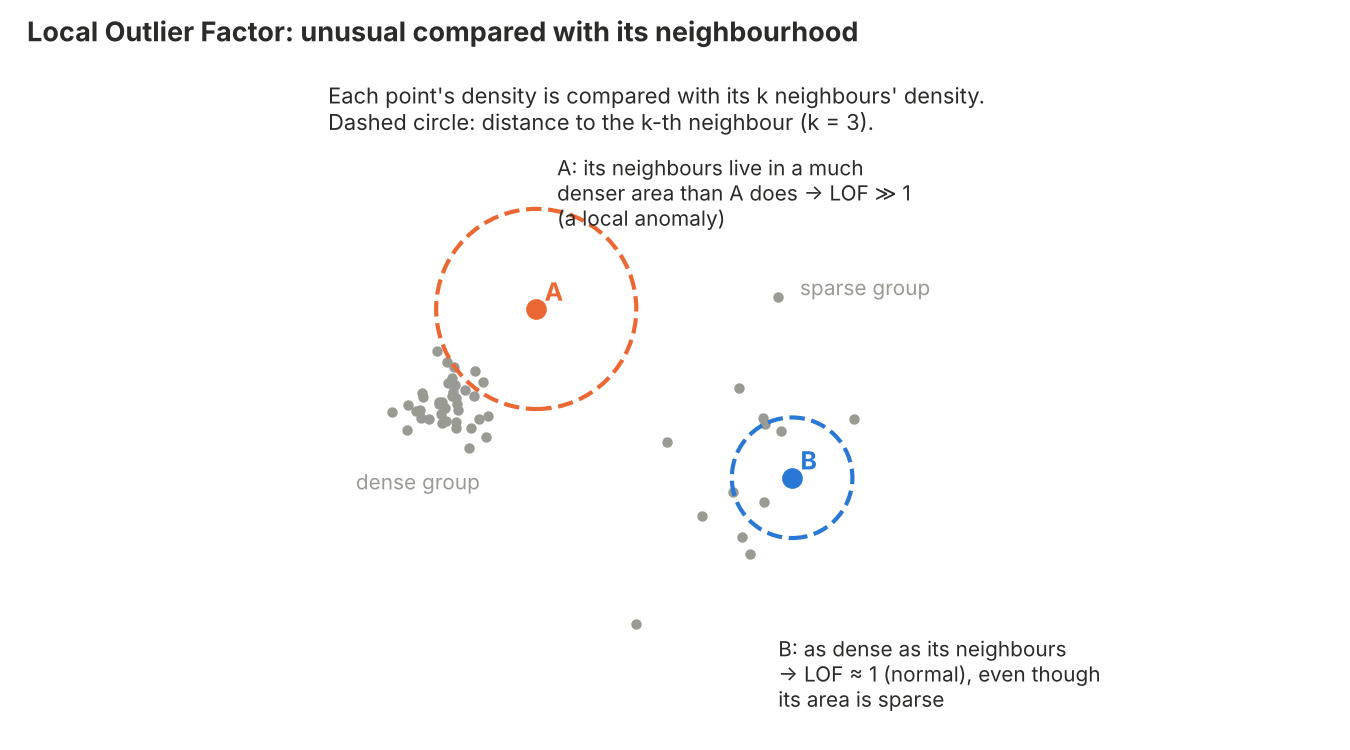 Local Outlier Factor: unusual compared with its neighbourhood
Each point's density is compared with its k neighbours' density.
Dashed circle: distance to the k-th neighbour (k = 3).
A: its neighbours live in a much
denser area than A does → LOF ≫ 1
(a local anomaly)
A
sparse group
B
dense group
B: as dense as its neighbours
→ LOF ≈ 1 (normal), even though
its area is sparse